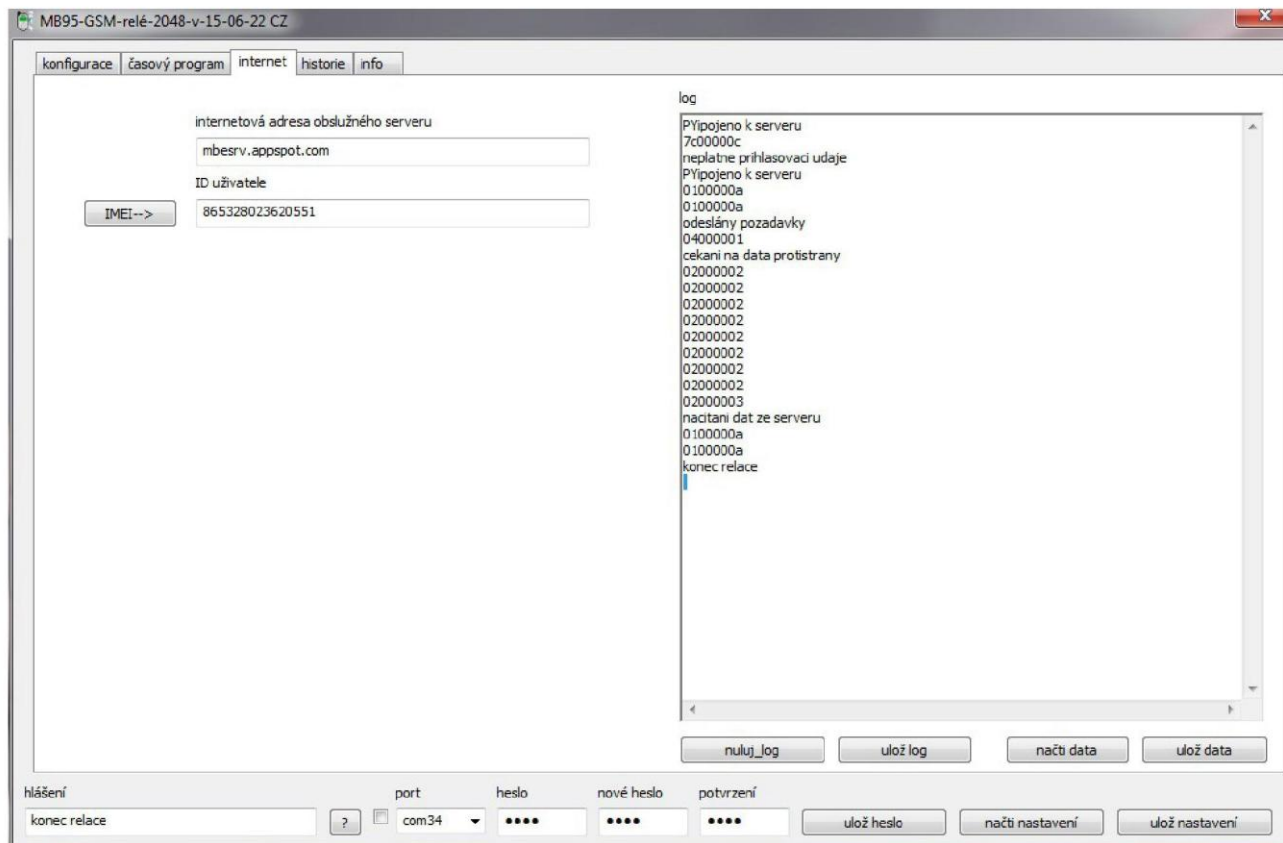 MB95-GSM-relé-2048-v-15-06-22 CZ
konfigurace časový program internet historie info
internetová adresa obslužného serveru
mbesrv.appspot.com
ID uživatele
IMEI-->
865328023620551
log
PYipojeno k serveru
7c00000c
neplatne prihlasovaci udaje
PYipojeno k serveru
0100000a
0100000a
odeslány pozadavky
04000001
cekani na data protistrany
02000002
02000002
02000002
02000002
02000002
02000002
02000002
02000002
02000003
nacitani dat ze serveru
0100000a
0100000a
konec relace
nuluj_log ulož log načti data ulož data
hlášení port heslo nové heslo potvrzení
konec relace ? com34 •••• •••• •••• ulož heslo načti nastavení ulož nastavení